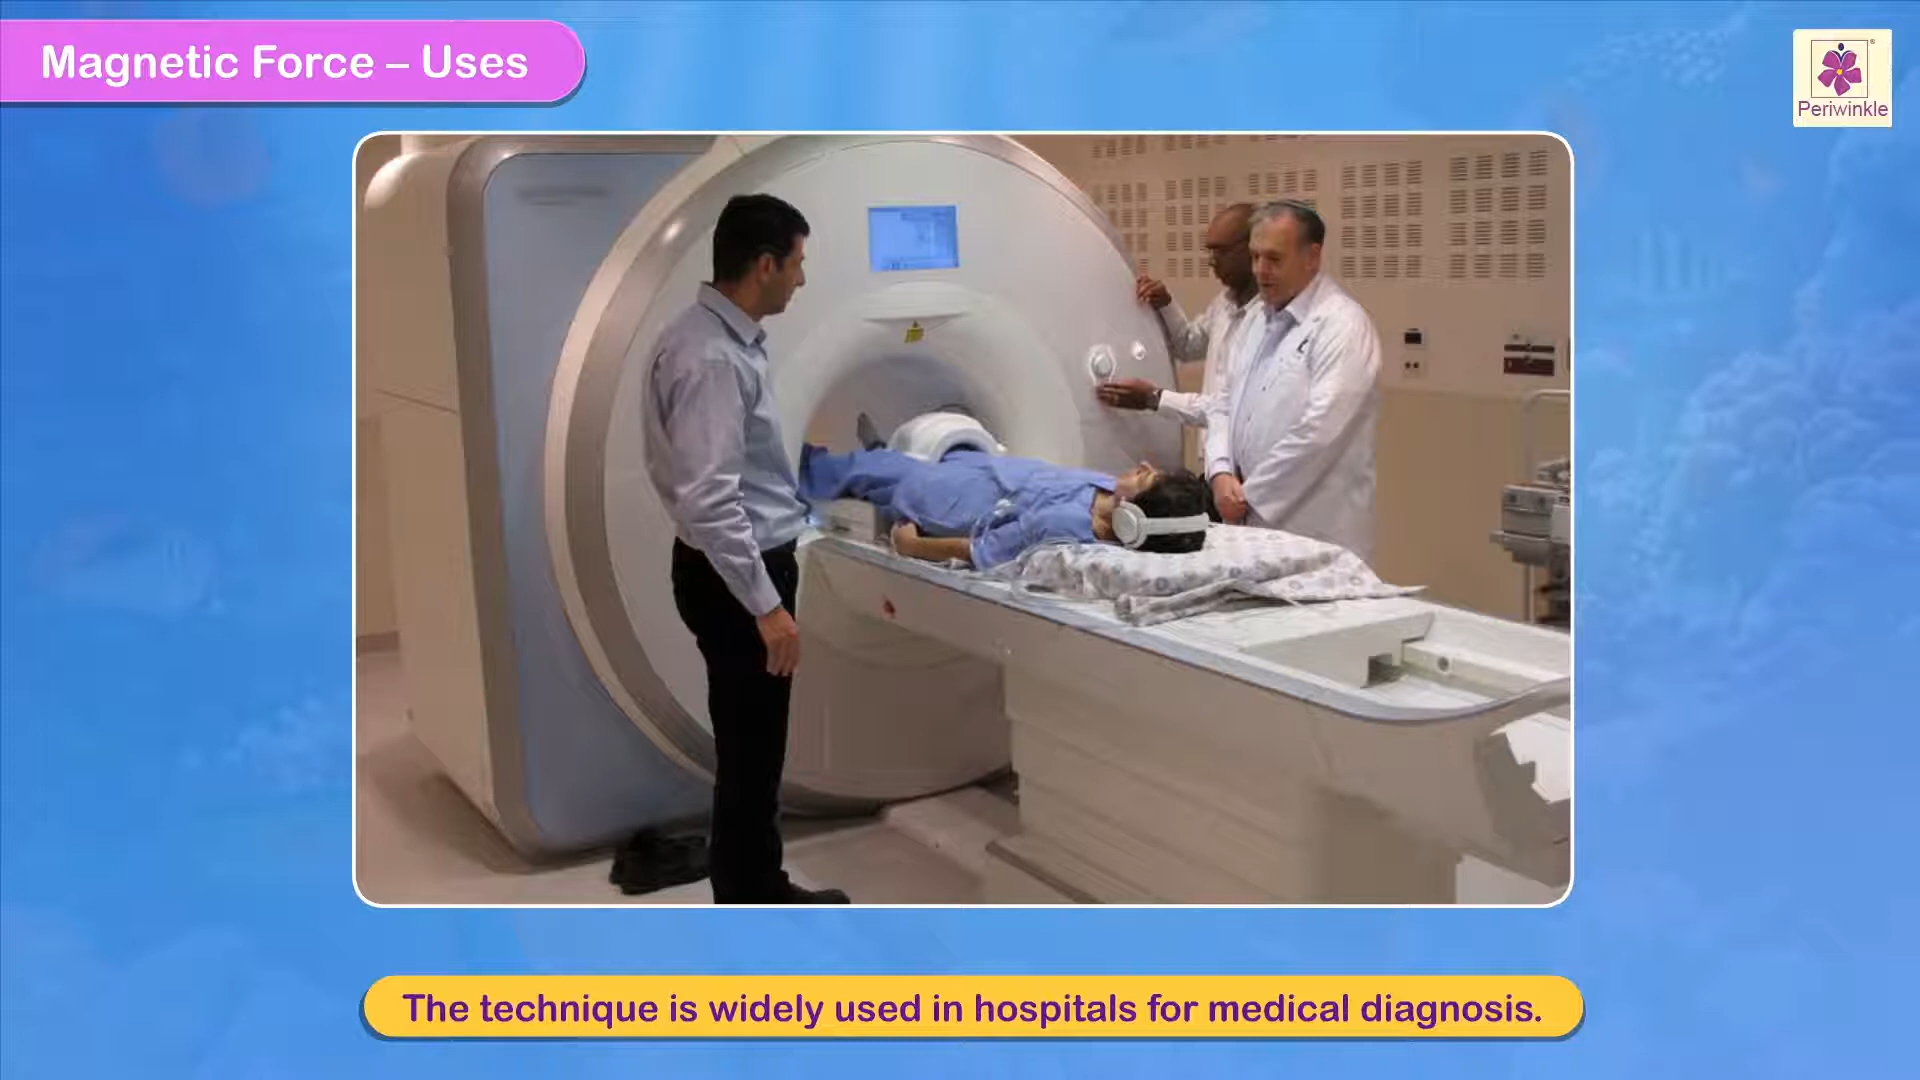 Magnetic Force – Uses
Periwinkle
The technique is widely used in hospitals for medical diagnosis.